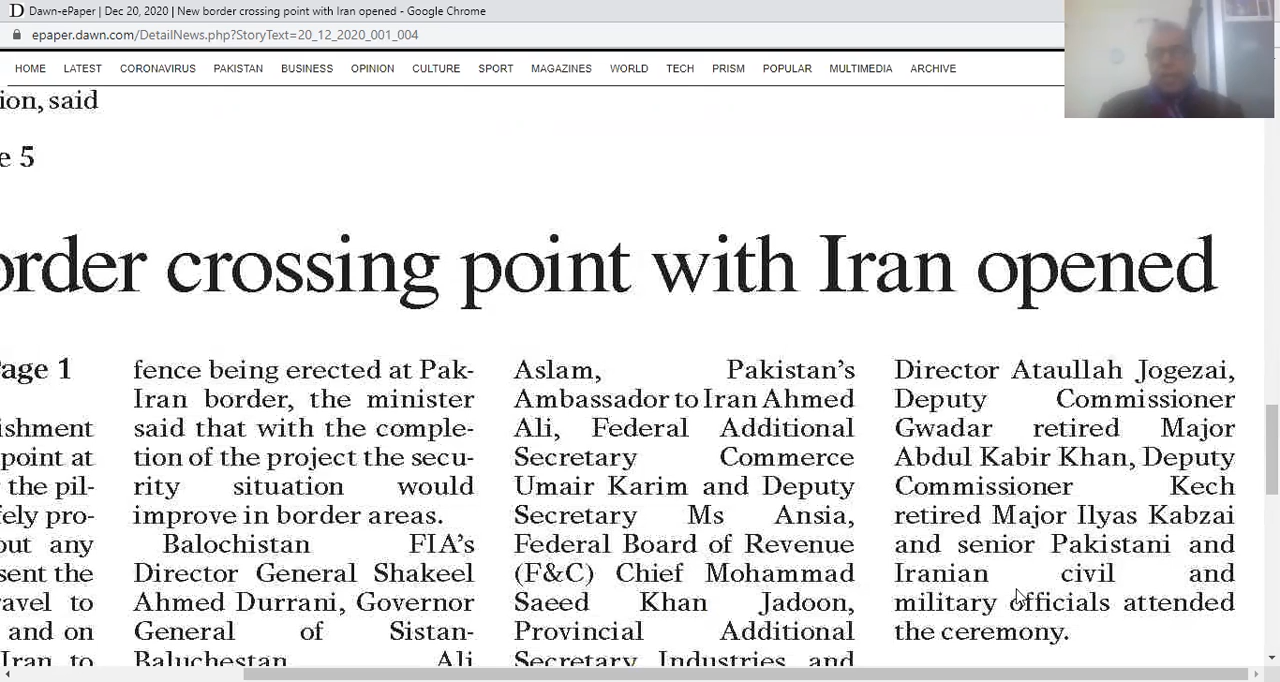 Dawn-ePaper | Dec 20, 2020 | New border crossing point with Iran opened - Google Chrome
epaper.dawn.com/DetailNews.php?StoryText=20_12_2020_001_004
HOME LATEST CORONAVIRUS PAKISTAN BUSINESS OPINION CULTURE SPORT MAGAZINES WORLD TECH PRISM POPULAR MULTIMEDIA ARCHIVE
ion, said
e 5
order crossing point with Iran opened
age 1
ishment
point at
the pil-
fely pro-
out any
sent the
ravel to
and on
Iran to
fence being erected at Pak-
Iran border, the minister
said that with the comple-
tion of the project the secu-
rity situation would
improve in border areas.
Balochistan FIA's
Director General Shakeel
Ahmed Durrani, Governor
General of Sistan-
Baluchestan Ali
Aslam, Pakistan's
Ambassador to Iran Ahmed
Ali, Federal Additional
Secretary Commerce
Umair Karim and Deputy
Secretary Ms Ansia,
Federal Board of Revenue
(F&C) Chief Mohammad
Saeed Khan Jadoon,
Provincial Additional
Secretary Industries and
Director Ataullah Jogezai,
Deputy Commissioner
Gwadar retired Major
Abdul Kabir Khan, Deputy
Commissioner Kech
retired Major Ilyas Kabzai
and senior Pakistani and
Iranian civil and
military officials attended
the ceremony.